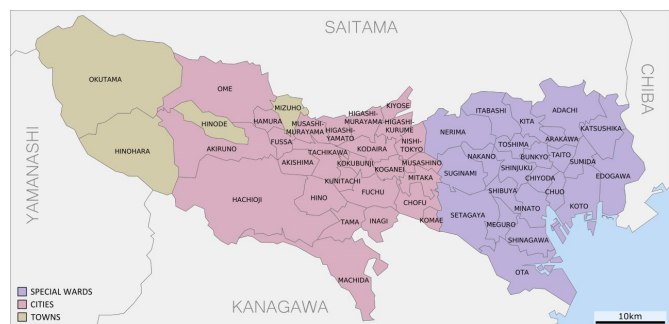 SAITAMA
CHIBA
YAMANASHI
KANAGAWA
OKUTAMA
OME
MIZUHO
HINODE
HAMURA
MUSASHI-
MURAYAMA
HIGASHI-
YAMATO
HIGASHI-
MURAYAMA
KIYOSE
HIGASHI-
KURUME
HINOHARA
AKIRUNO
FUSSA
AKISHIMA
TACHIKAWA
KODAIRA
NISHI-
TOKYO
KOKUBUNJI
KOGANEI
MUSASHINO
MITAKA
KUNITACHI
FUCHU
CHOFU
KOMAE
HACHIOJI
HINO
TAMA
INAGI
MACHIDA
NERIMA
ITABASHI
KITA
ADACHI
KATSUSHIKA
ARAKAWA
TOSHIMA
NAKANO
BUNKYO
TAITO
SUMIDA
SHINJUKU
SUGINAMI
CHIYODA
EDOGAWA
SHIBUYA
CHUO
KOTO
MINATO
SETAGAYA
MEGURO
SHINAGAWA
OTA
SPECIAL WARDS
CITIES
TOWNS
10km